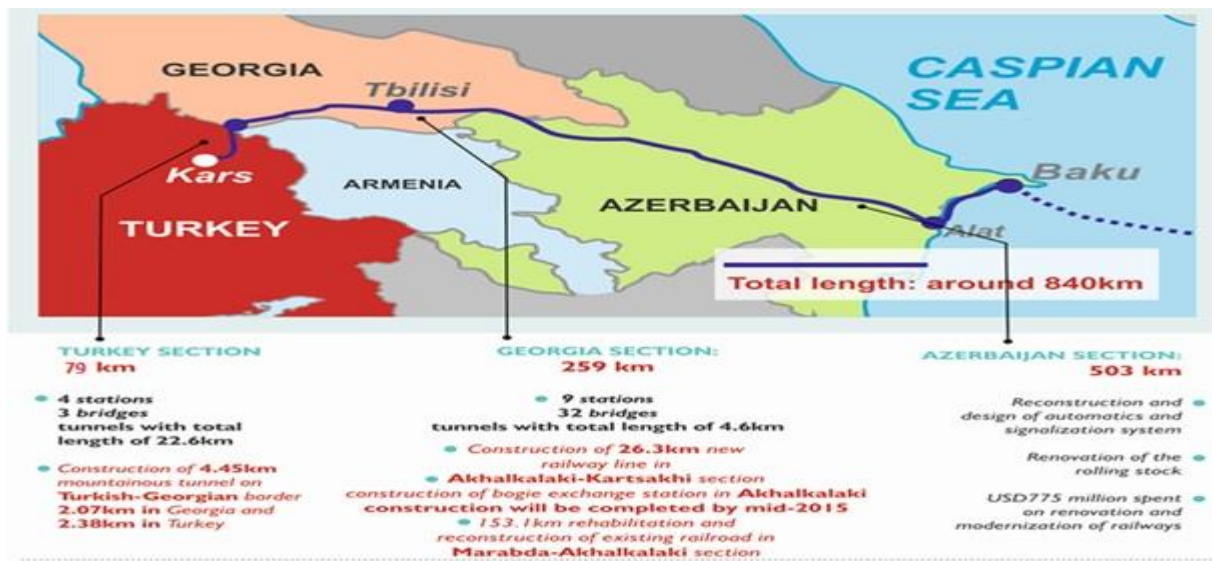 GEORGIA
Tbilisi
CASPIAN
SEA
Kars
ARMENIA
Baku
TURKEY
AZERBAIJAN
Alat
Total length: around 840km
TURKEY SECTION
79 km
4 stations
3 bridges
tunnels with total
length of 22.6km
Construction of 4.45km
mountainous tunnel on
Turkish-Georgian border
2.07km in Georgia and
2.38km in Turkey
GEORGIA SECTION:
259 km
9 stations
32 bridges
tunnels with total length of 4.6km
Construction of 26.3km new
railway line in
Akhalkalaki-Kartsakhi section
construction of bogie exchange station in Akhalkalaki
construction will be completed by mid-2015
153.1km rehabilitation and
reconstruction of existing railroad in
Marabda-Akhalkalaki section
AZERBAIJAN SECTION:
503 km
Reconstruction and
design of automatics and
signalization system
Renovation of the
rolling stock
USD775 million spent
on renovation and
modernization of railways